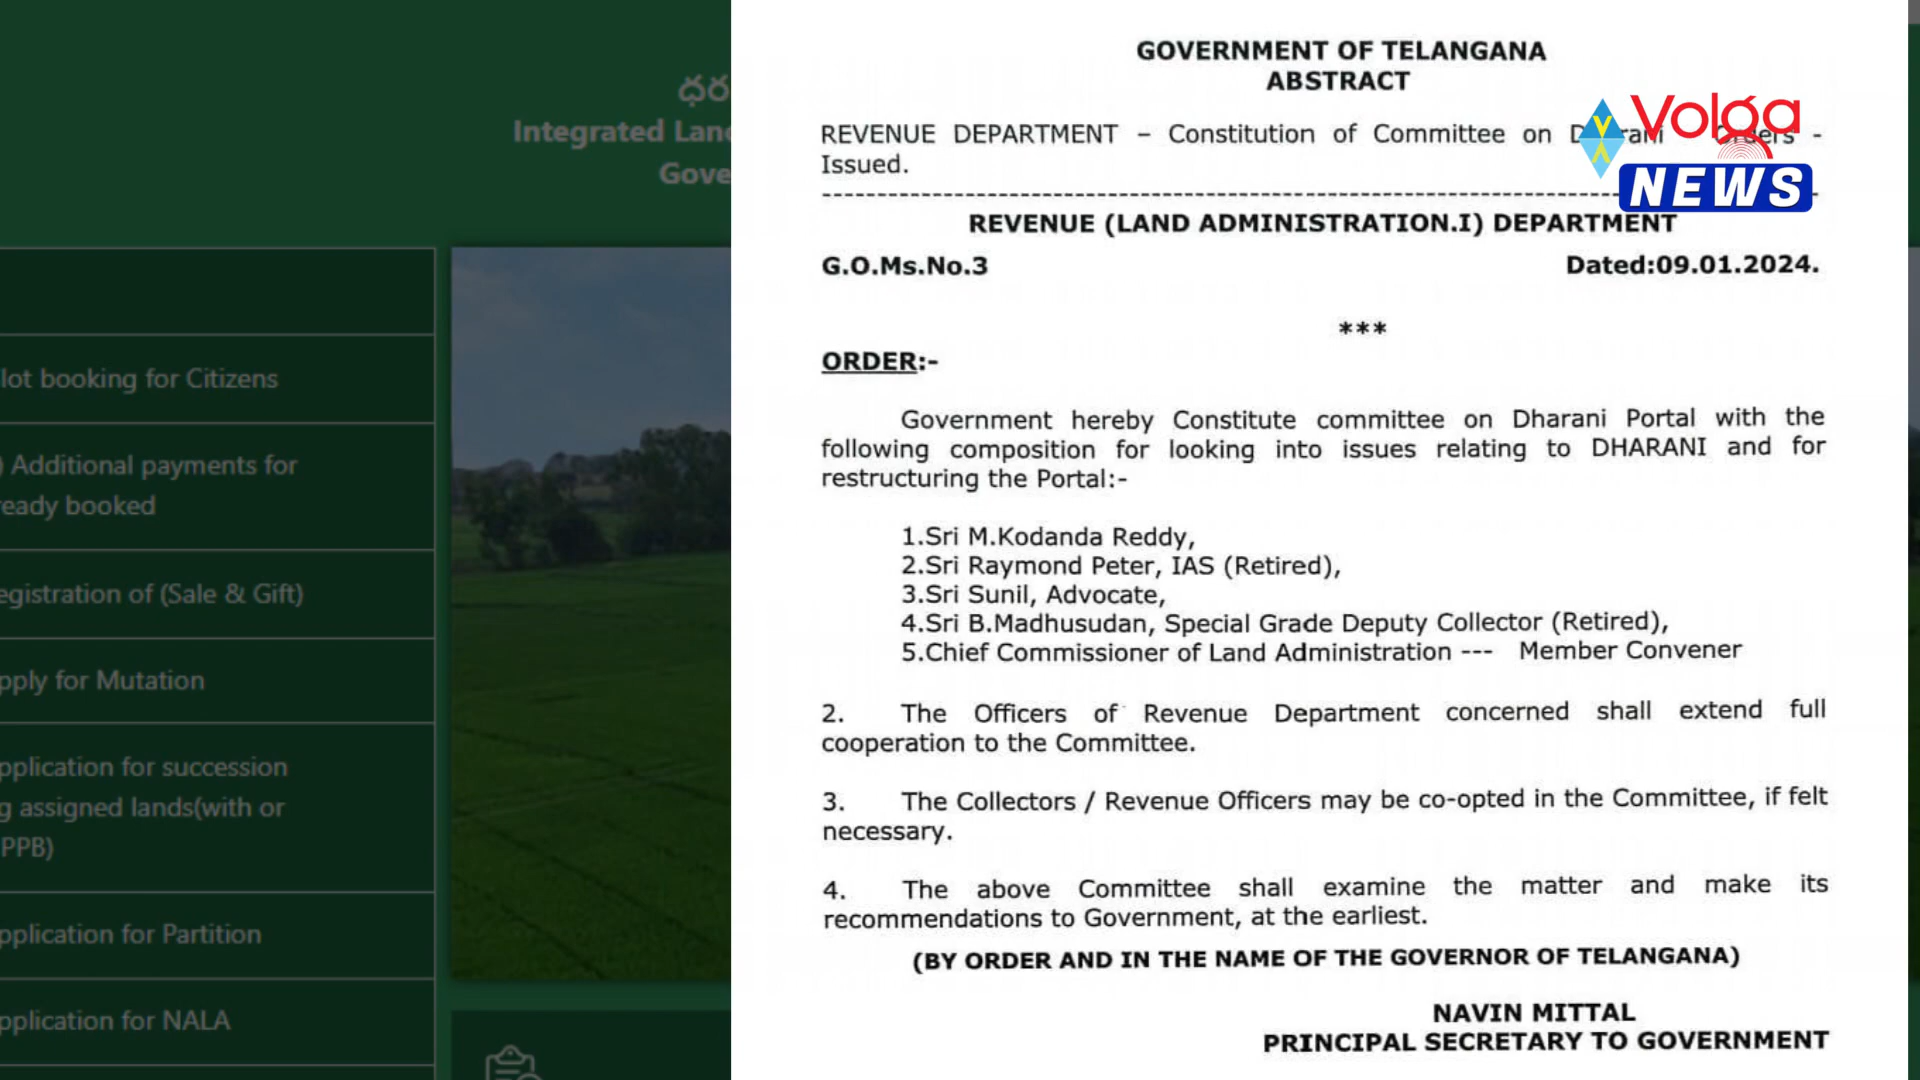 ధర
Integrated Lan
Gove
lot booking for Citizens
) Additional payments for
ready booked
egistration of (Sale & Gift)
pply for Mutation
pplication for succession
g assigned lands(with or
PPB)
pplication for Partition
pplication for NALA
GOVERNMENT OF TELANGANA
ABSTRACT
Volga
NEWS
REVENUE DEPARTMENT – Constitution of Committee on Dharani Orders -
Issued.
REVENUE (LAND ADMINISTRATION.I) DEPARTMENT
G.O.Ms.No.3 Dated:09.01.2024.
***
ORDER:-
Government hereby Constitute committee on Dharani Portal with the
following composition for looking into issues relating to DHARANI and for
restructuring the Portal:-
1.Sri M.Kodanda Reddy,
2.Sri Raymond Peter, IAS (Retired),
3.Sri Sunil, Advocate,
4.Sri B.Madhusudan, Special Grade Deputy Collector (Retired),
5.Chief Commissioner of Land Administration --- Member Convener
2. The Officers of Revenue Department concerned shall extend full
cooperation to the Committee.
3. The Collectors / Revenue Officers may be co-opted in the Committee, if felt
necessary.
4. The above Committee shall examine the matter and make its
recommendations to Government, at the earliest.
(BY ORDER AND IN THE NAME OF THE GOVERNOR OF TELANGANA)
NAVIN MITTAL
PRINCIPAL SECRETARY TO GOVERNMENT